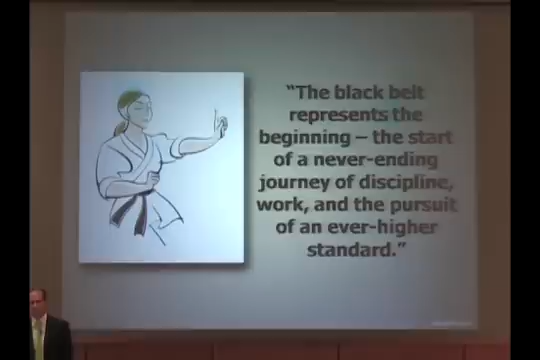 “The black belt
represents the
beginning – the start
of a never-ending
journey of discipline,
work, and the pursuit
of an ever-higher
standard.”